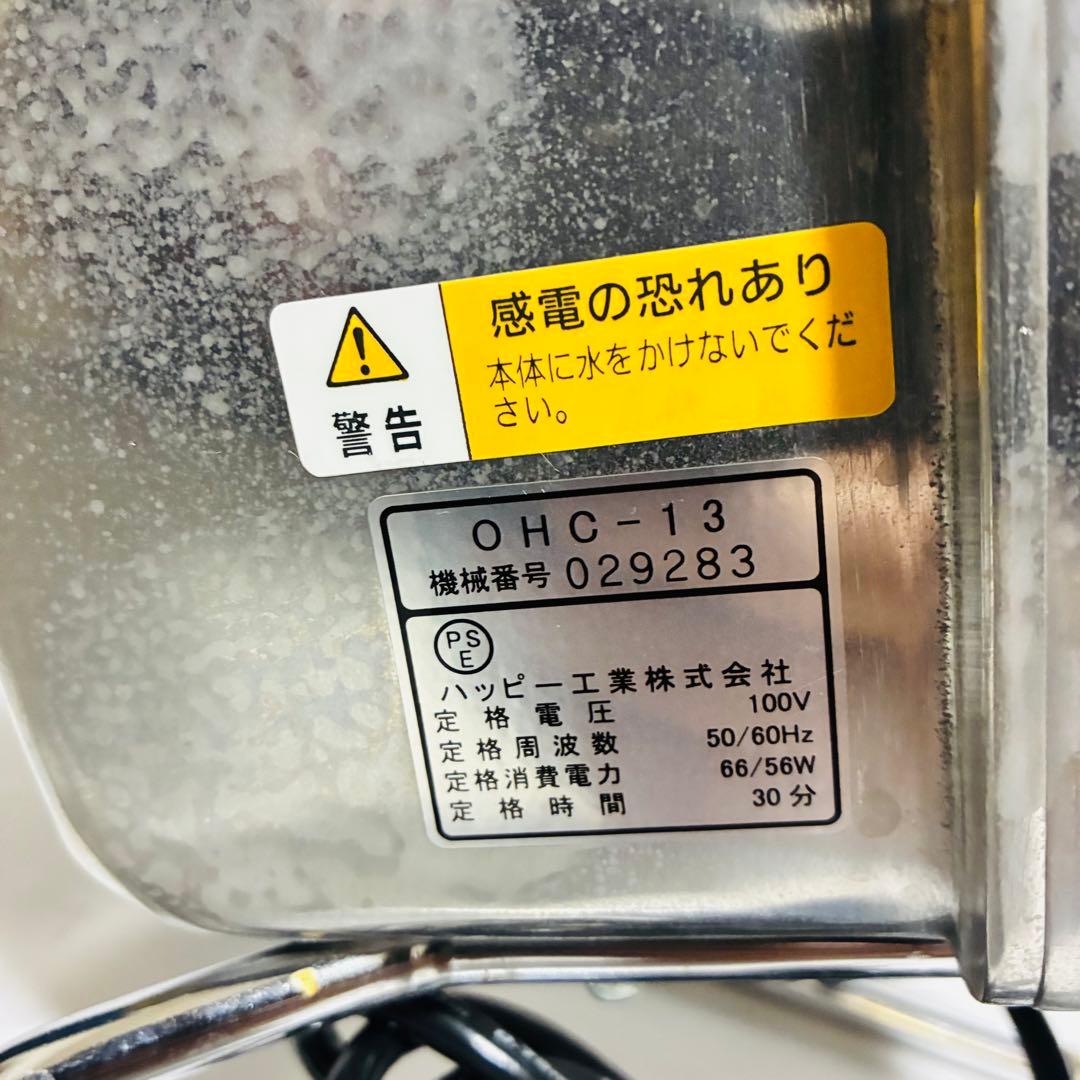 感電の恐れあり
本体に水をかけないでくだ
さい。
警告
OHC-13
機械番号 029283
PS
E
ハッピー工業株式会社
定格電圧 100V
定格周波数 50/60Hz
定格消費電力 66/56W
定格時間 30分